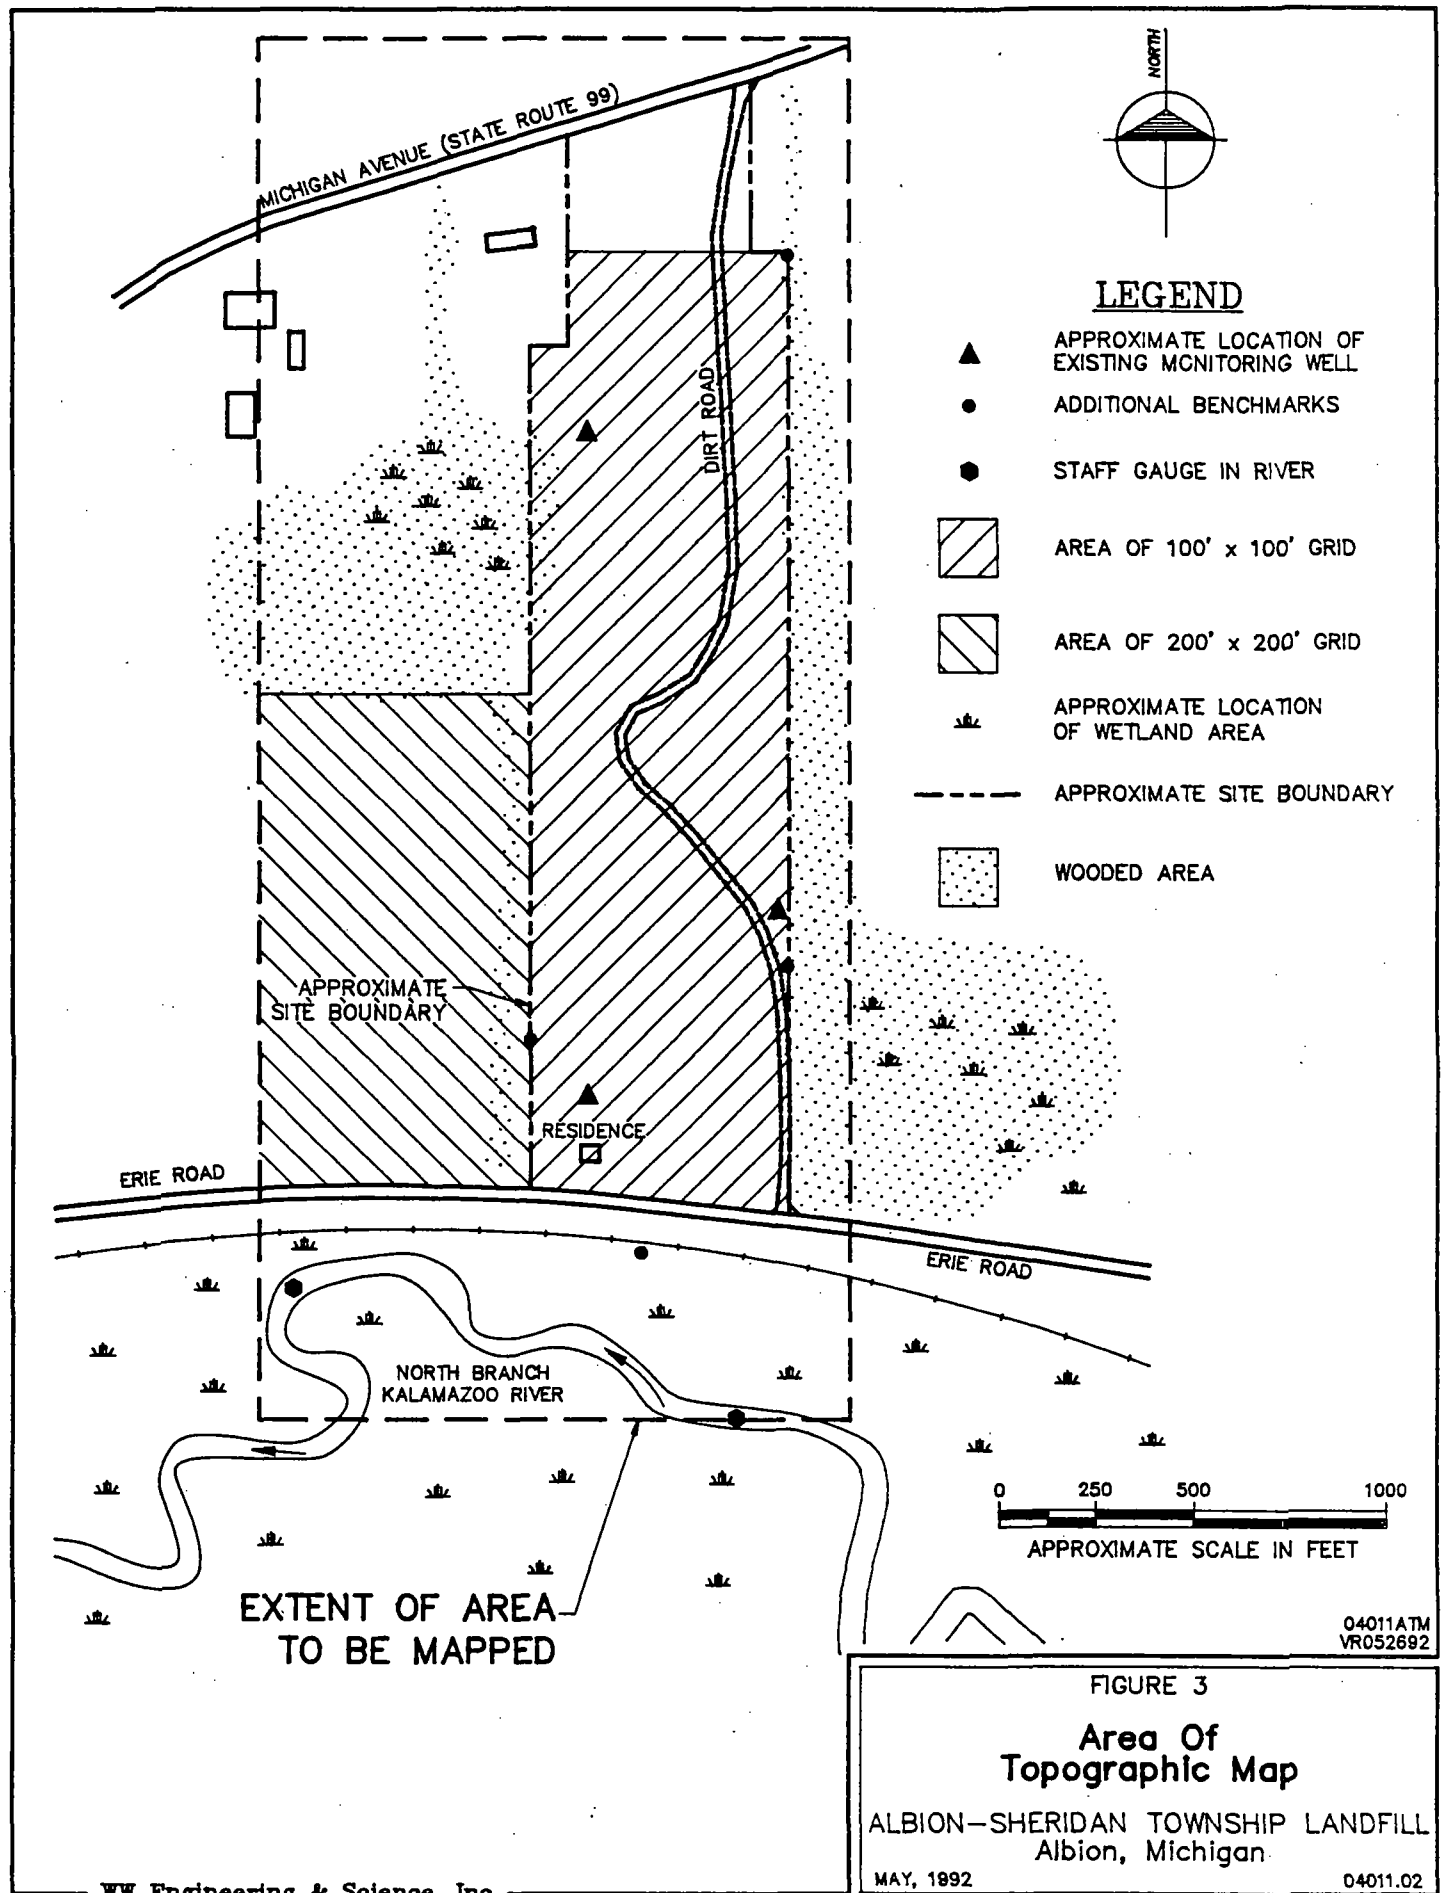 NORTH
MICHIGAN AVENUE (STATE ROUTE 99)
LEGEND
APPROXIMATE LOCATION OF
EXISTING MONITORING WELL
ADDITIONAL BENCHMARKS
STAFF GAUGE IN RIVER
AREA OF 100' x 100' GRID
AREA OF 200' x 200' GRID
APPROXIMATE LOCATION
OF WETLAND AREA
APPROXIMATE SITE BOUNDARY
WOODED AREA
DIRT ROAD
APPROXIMATE
SITE BOUNDARY
RESIDENCE
ERIE ROAD
ERIE ROAD
NORTH BRANCH
KALAMAZOO RIVER
0 250 500 1000
APPROXIMATE SCALE IN FEET
EXTENT OF AREA
TO BE MAPPED
04011ATM
VR052692
FIGURE 3
Area Of
Topographic Map
ALBION-SHERIDAN TOWNSHIP LANDFILL
Albion, Michigan
MAY, 1992 04011.02
WW Engineering & Science, Inc.